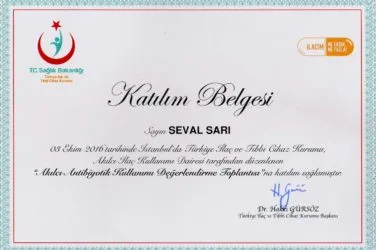 T.C. Sağlık Bakanlığı
Türkiye İlaç ve
Tıbbi Cihaz Kurumu
İLACIM
NE EKSİK,
NE FAZLA!
Katılım Belgesi
Sayın SEVAL SARI
03 Ekim 2016 tarihinde İstanbul'da Türkiye İlaç ve Tıbbi Cihaz Kurumu,
Akılcı İlaç Kullanımı Dairesi tarafından düzenlenen
"Akılcı Antibiyotik Kullanımı Değerlendirme Toplantısı"na katılım sağlamıştır.
Dr. Hakkı GÜRSÖZ
Türkiye İlaç ve Tıbbi Cihaz Kurumu Başkanı